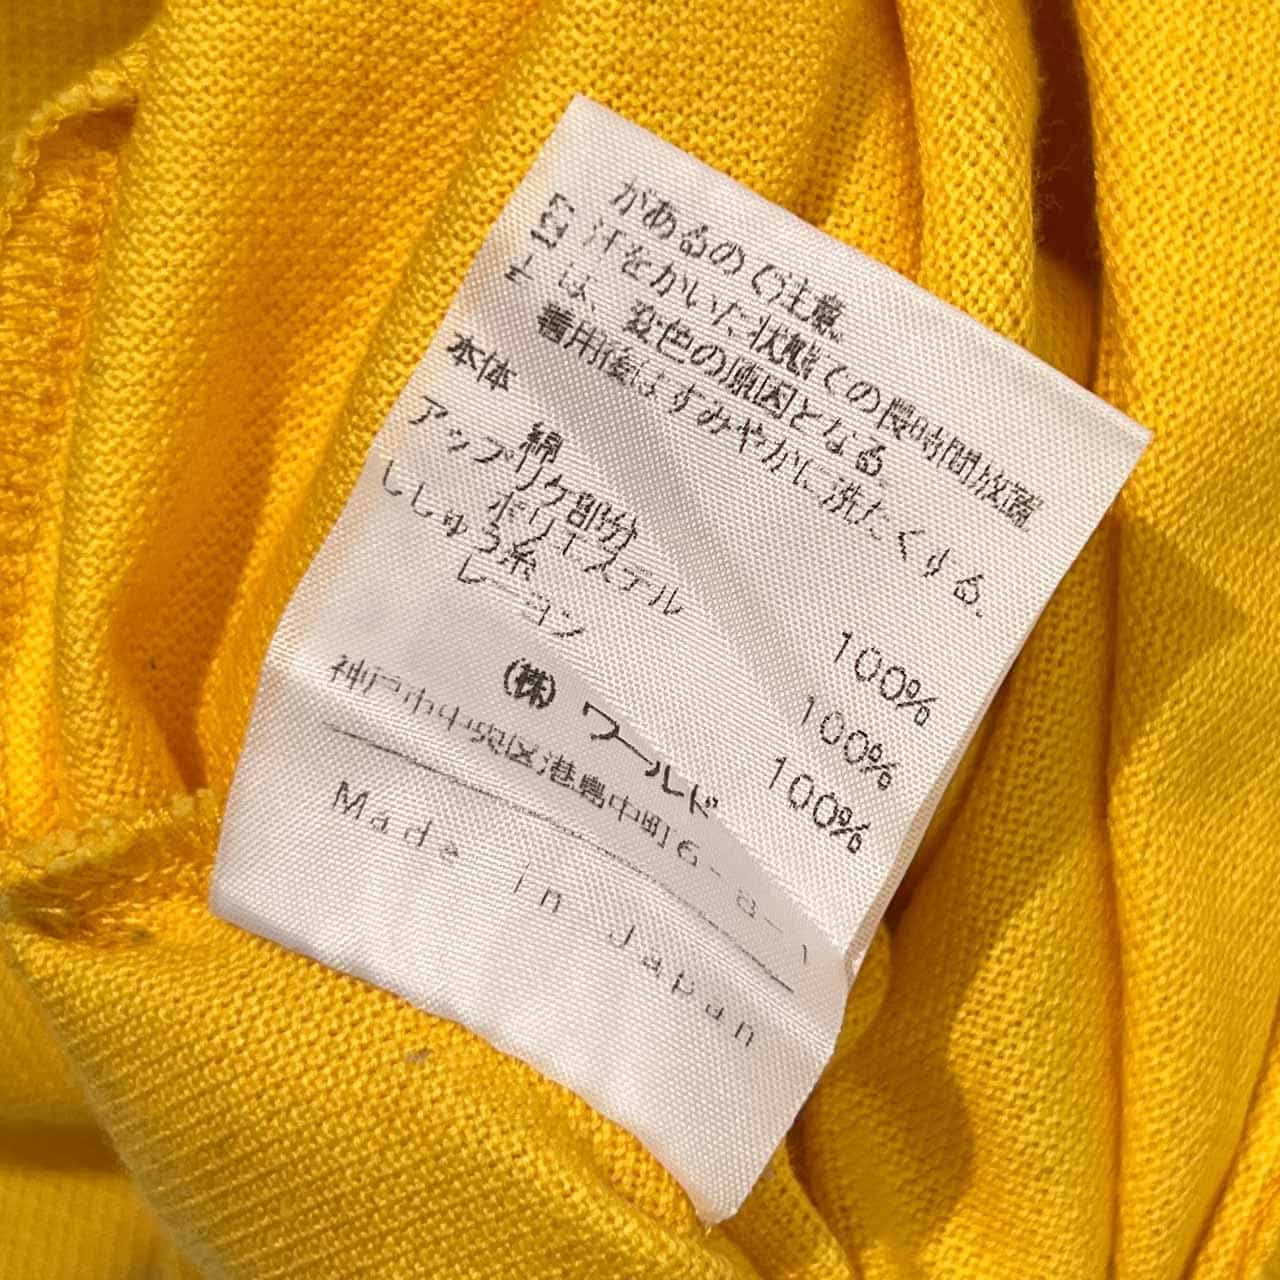 があるので注意。
汗をかいた状態での長時間放置
は、変色の原因となる。
着用後はすみやかに洗たくする。
本体
綿 100%
アップリケ部分
ポリエステル 100%
ししゅう糸
レーヨン 100%
(株)ワールド
神戸市中央区港島中町6-8-1
Made in Japan